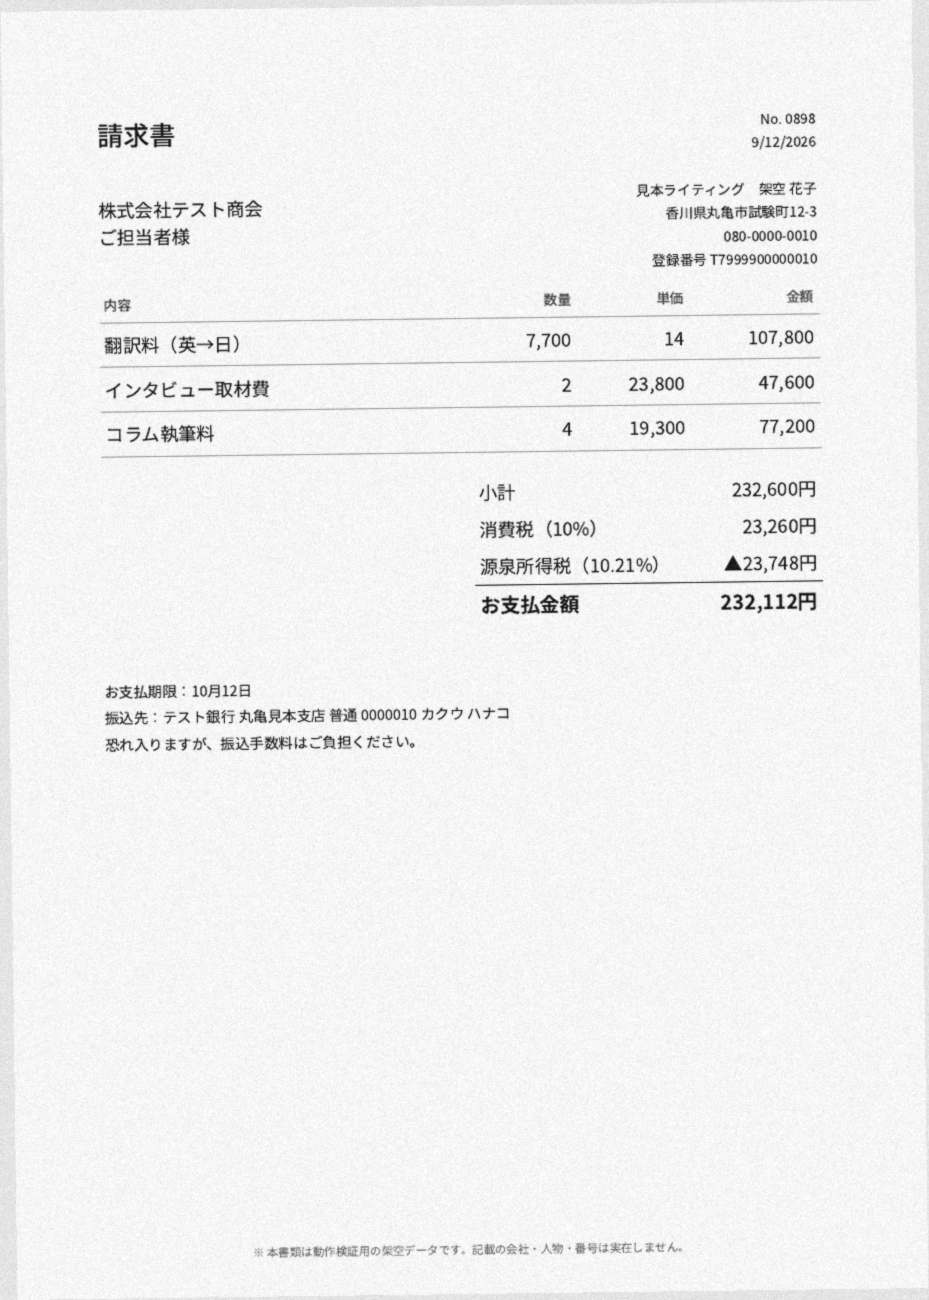 請求書
No. 0898
9/12/2026
株式会社テスト商会
ご担当者様
見本ライティング　架空 花子
香川県丸亀市試験町12-3
080-0000-0010
登録番号 T7999900000010
内容 数量 単価 金額
翻訳料（英→日） 7,700 14 107,800
インタビュー取材費 2 23,800 47,600
コラム執筆料 4 19,300 77,200
小計 232,600円
消費税（10%） 23,260円
源泉所得税（10.21%） ▲23,748円
お支払金額 232,112円
お支払期限：10月12日
振込先：テスト銀行 丸亀見本支店 普通 0000010 カクウ ハナコ
恐れ入りますが、振込手数料はご負担ください。
※ 本書類は動作検証用の架空データです。記載の会社・人物・番号は実在しません。